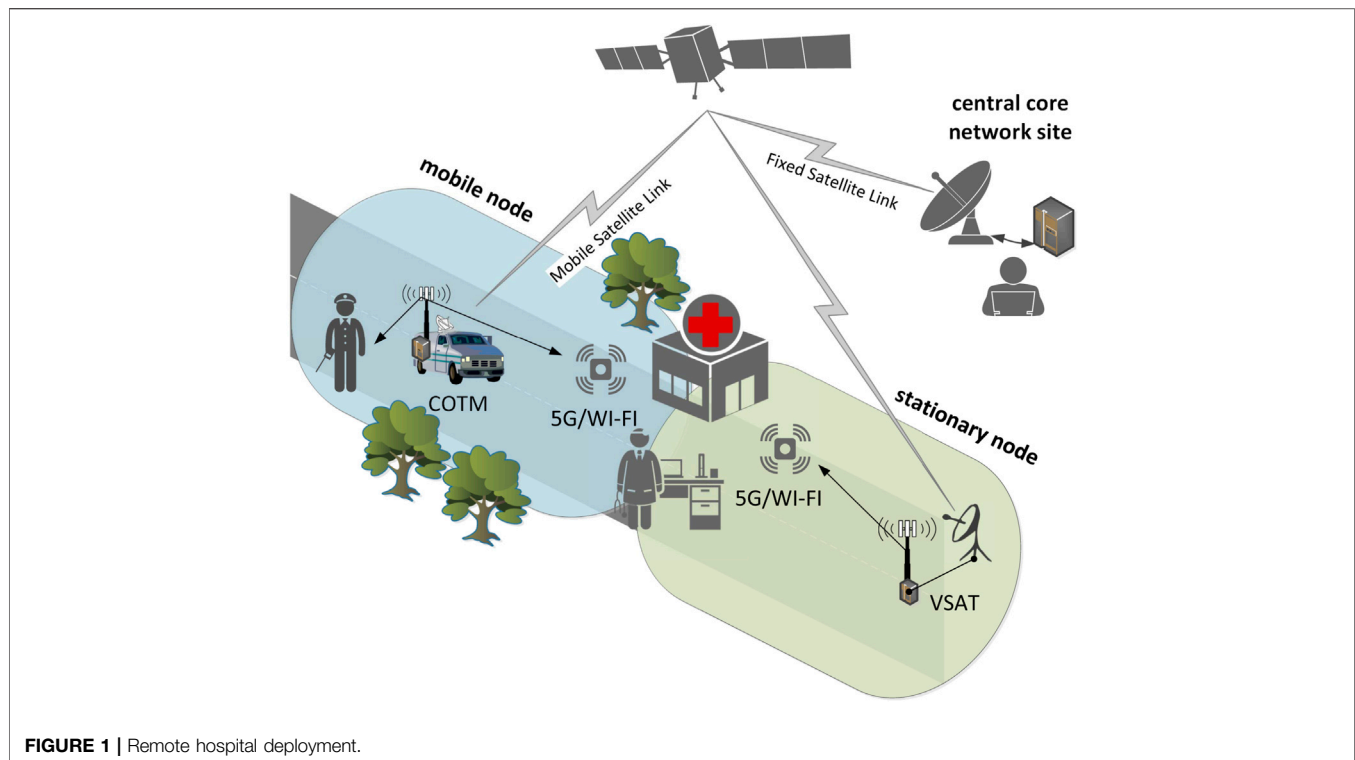 central core
network site
Fixed Satellite Link
mobile node
Mobile Satellite Link
stationary node
COTM
5G/WI-FI
5G/WI-FI
VSAT
FIGURE 1 | Remote hospital deployment.